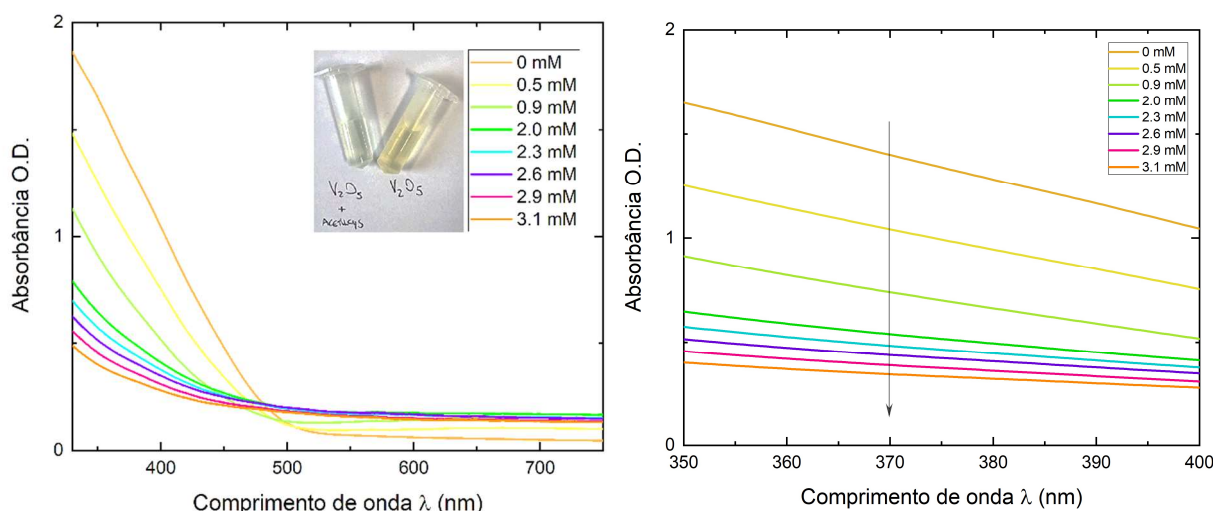 2
1
0
Absorbância O.D.
400
500
600
700
Comprimento de onda λ (nm)
V₂O₅
+
Acetilcys
V₂O₅
0 mM
0.5 mM
0.9 mM
2.0 mM
2.3 mM
2.6 mM
2.9 mM
3.1 mM
2
1
0
Absorbância O.D.
350
360
370
380
390
400
Comprimento de onda λ (nm)
0 mM
0.5 mM
0.9 mM
2.0 mM
2.3 mM
2.6 mM
2.9 mM
3.1 mM